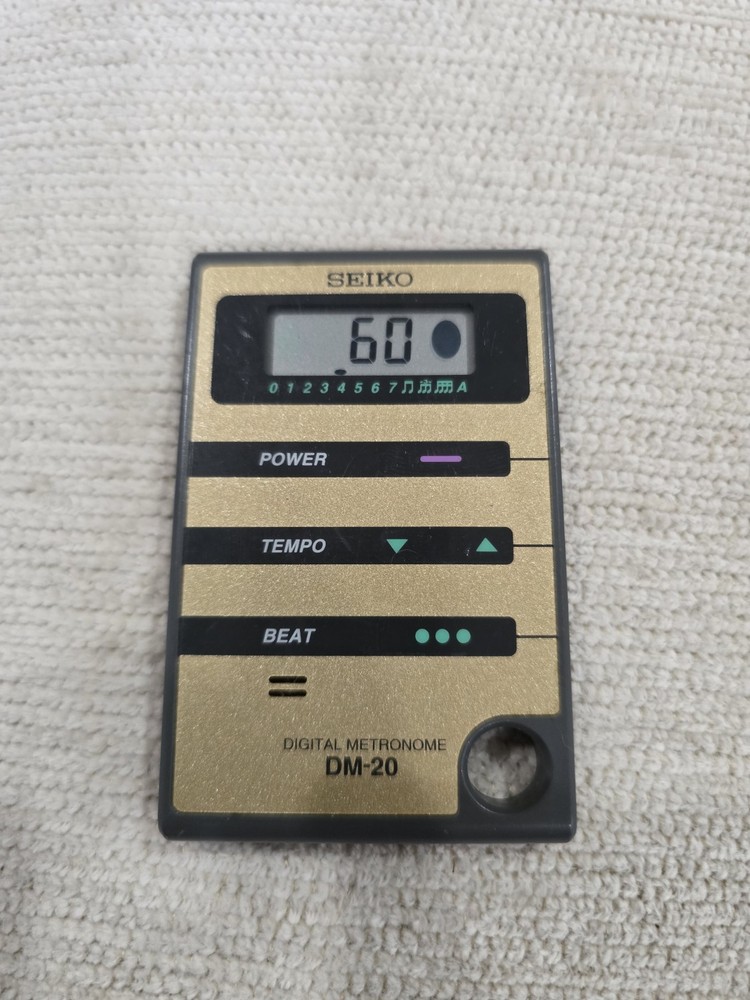 SEIKO
60
0 1 2 3 4 5 6 7 A
POWER
TEMPO
BEAT
DIGITAL METRONOME
DM-20